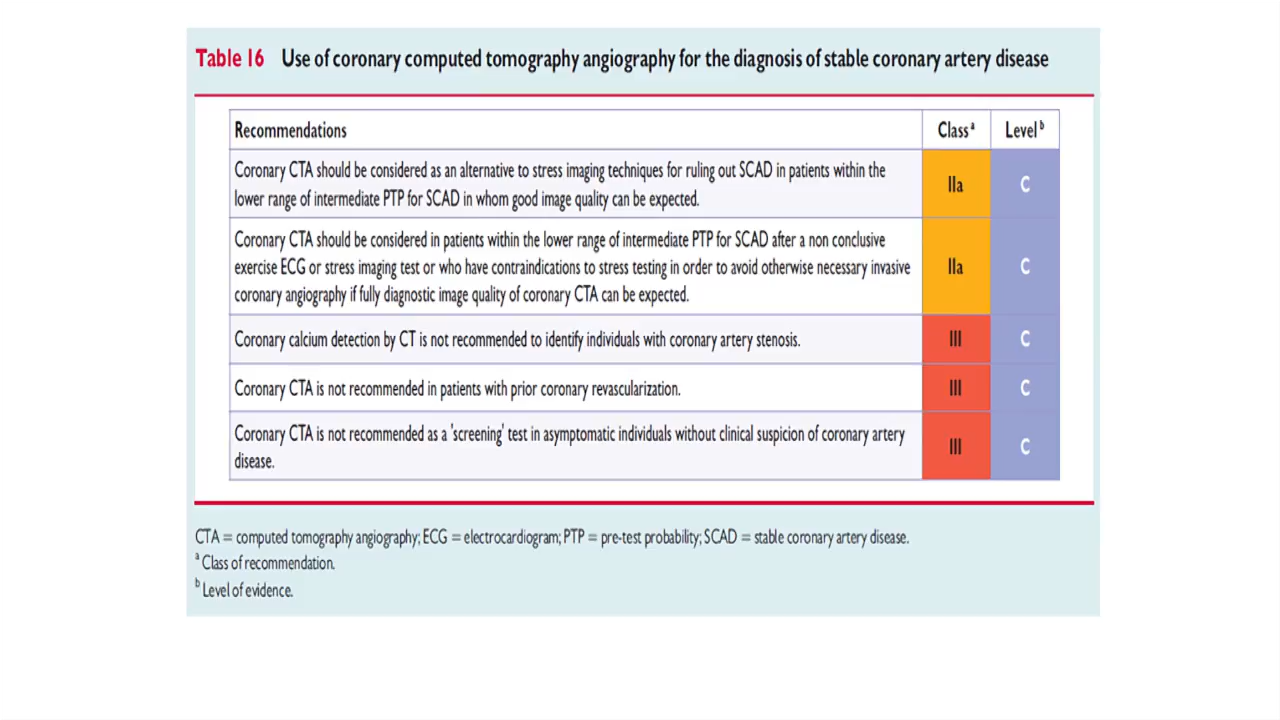 Table 16 Use of coronary computed tomography angiography for the diagnosis of stable coronary artery disease
Recommendations Class a Level b
Coronary CTA should be considered as an alternative to stress imaging techniques for ruling out SCAD in patients within the
lower range of intermediate PTP for SCAD in whom good image quality can be expected.
IIa C
Coronary CTA should be considered in patients within the lower range of intermediate PTP for SCAD after a non conclusive
exercise ECG or stress imaging test or who have contraindications to stress testing in order to avoid otherwise necessary invasive
coronary angiography if fully diagnostic image quality of coronary CTA can be expected.
IIa C
Coronary calcium detection by CT is not recommended to identify individuals with coronary artery stenosis. III C
Coronary CTA is not recommended in patients with prior coronary revascularization. III C
Coronary CTA is not recommended as a 'screening' test in asymptomatic individuals without clinical suspicion of coronary artery
disease.
III C
CTA = computed tomography angiography; ECG = electrocardiogram; PTP = pre-test probability; SCAD = stable coronary artery disease.
a Class of recommendation.
b Level of evidence.